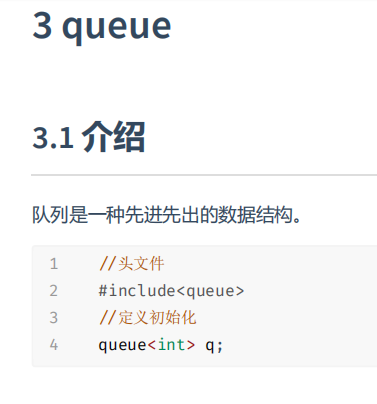 3 queue
3.1 介绍
队列是一种先进先出的数据结构。
1 //头文件
2 #include<queue>
3 //定义初始化
4 queue<int> q;